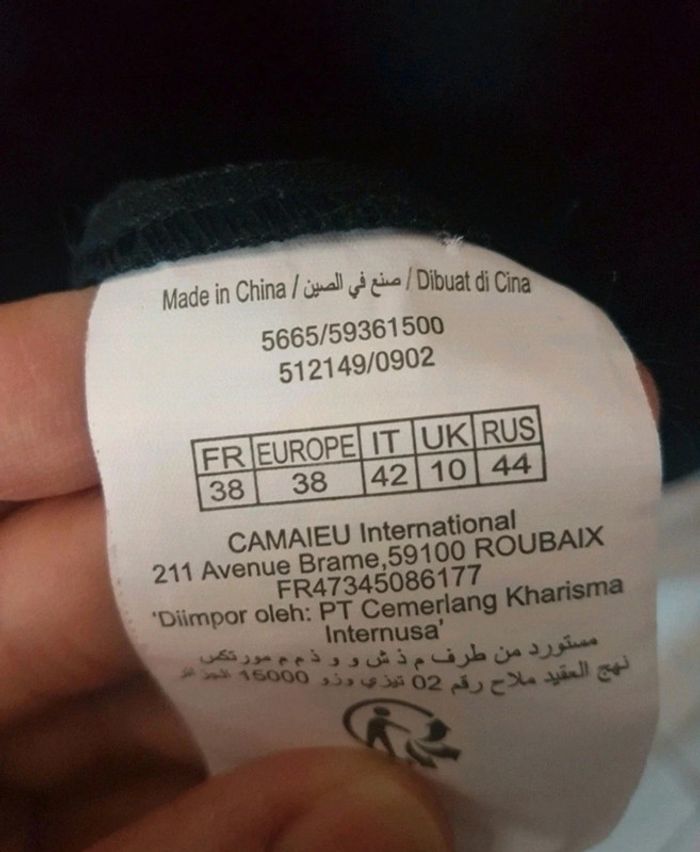 Made in China / صنع في الصين / Dibuat di Cina
5665/59361500
512149/0902
FR EUROPE IT UK RUS
38 38 42 10 44
CAMAIEU International
211 Avenue Brame,59100 ROUBAIX
FR47345086177
'Diimpor oleh: PT Cemerlang Kharisma
Internusa'
مستورد من طرف م ذ ش و و ذ م م مور تكس
نهج العقيد ملاح رقم 02 تيزي وزو 15000 الجزائر